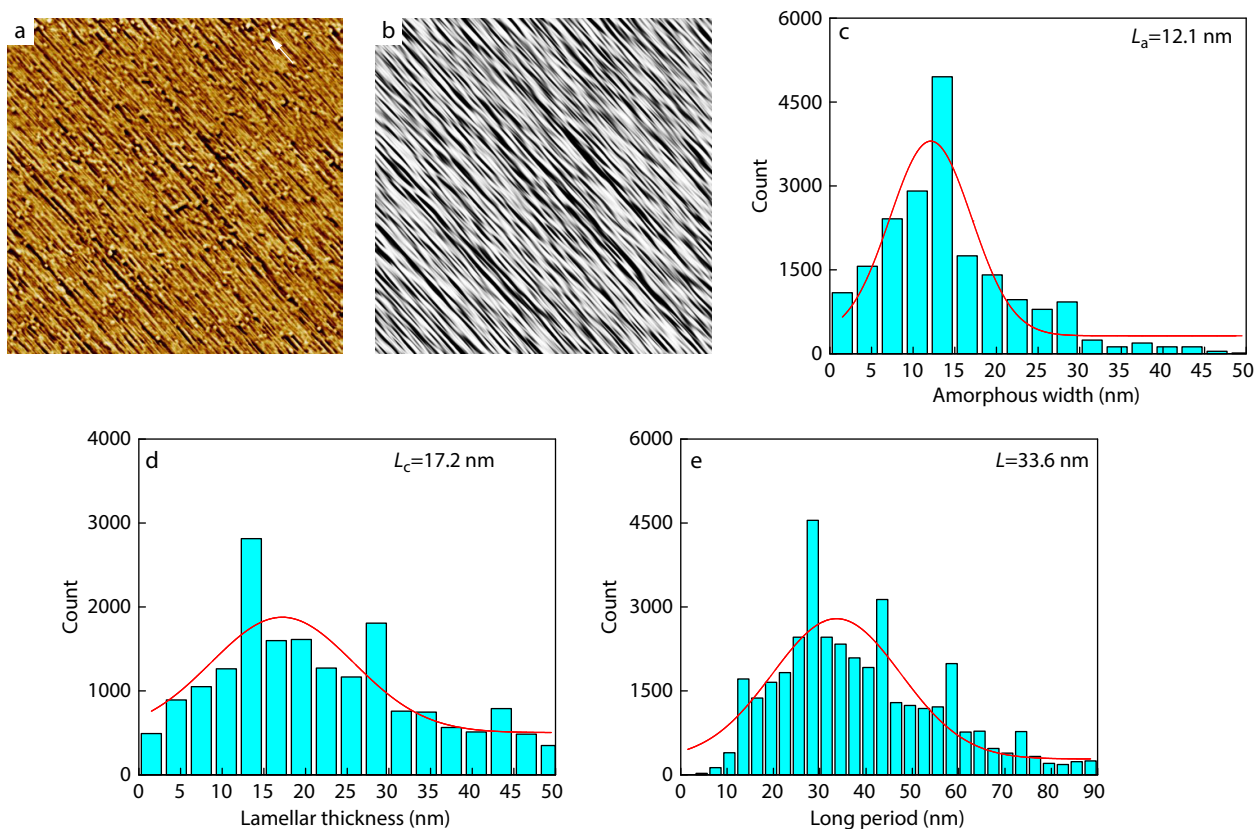 a
b
c
Lₐ=12.1 nm
6000
4500
3000
1500
0
Count
0 5 10 15 20 25 30 35 40 45 50
Amorphous width (nm)
d
L_c=17.2 nm
4000
3000
2000
1000
0
Count
0 5 10 15 20 25 30 35 40 45 50
Lamellar thickness (nm)
e
L=33.6 nm
6000
4500
3000
1500
0
Count
0 10 20 30 40 50 60 70 80 90
Long period (nm)